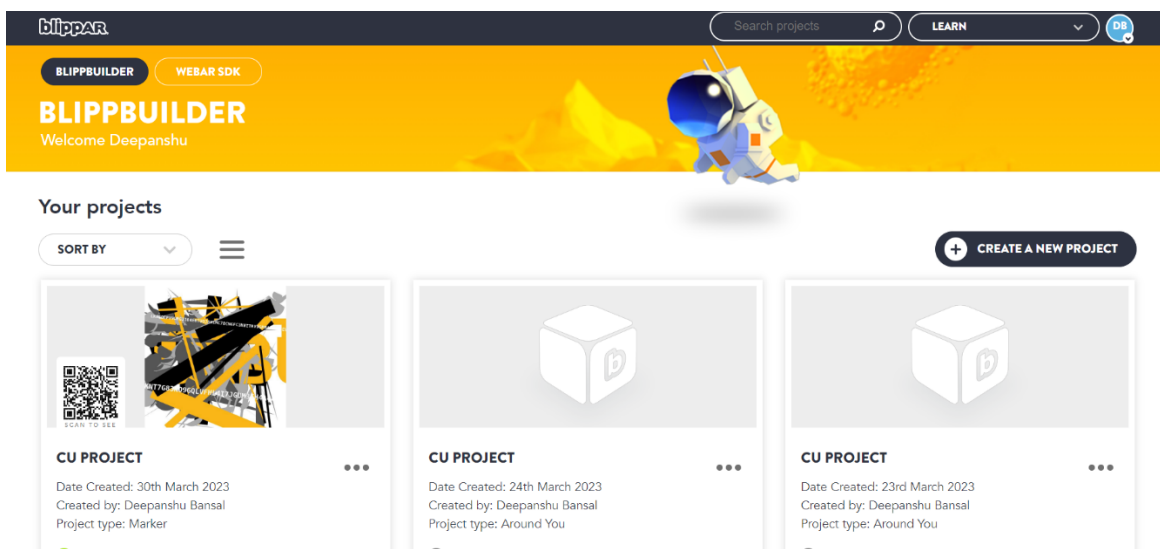 blippar
Search projects
LEARN
DB
BLIPPBUILDER
WEBAR SDK
BLIPPBUILDER
Welcome Deepanshu
Your projects
SORT BY
CREATE A NEW PROJECT
SCAN TO SEE
CU PROJECT
Date Created: 30th March 2023
Created by: Deepanshu Bansal
Project type: Marker
CU PROJECT
Date Created: 24th March 2023
Created by: Deepanshu Bansal
Project type: Around You
CU PROJECT
Date Created: 23rd March 2023
Created by: Deepanshu Bansal
Project type: Around You